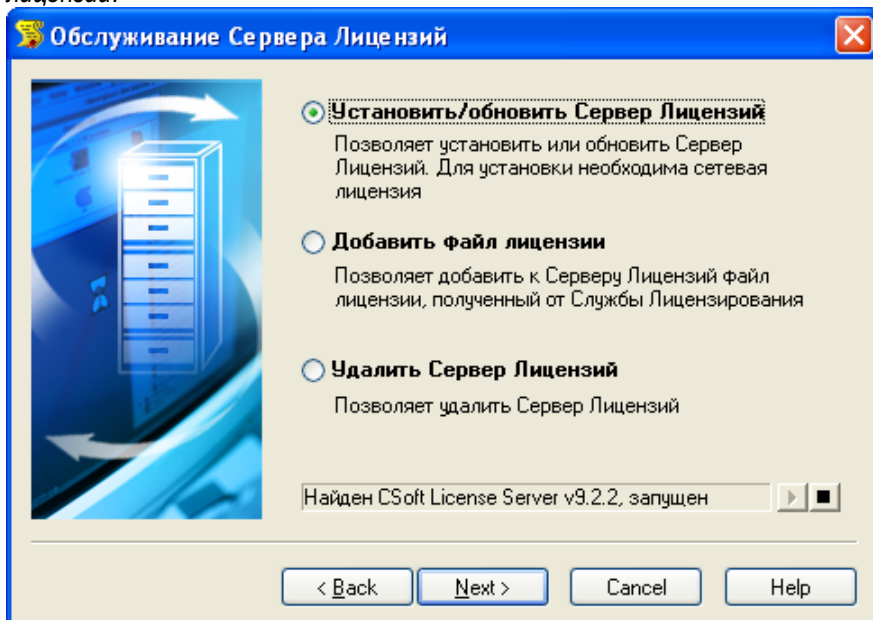 лицензий.
Обслуживание Сервера Лицензий
Установить/обновить Сервер Лицензий
Позволяет установить или обновить Сервер
Лицензий. Для установки необходима сетевая
лицензия
Добавить файл лицензии
Позволяет добавить к Серверу Лицензий файл
лицензии, полученный от Службы Лицензирования
Удалить Сервер Лицензий
Позволяет удалить Сервер Лицензий
Найден CSoft License Server v9.2.2, запущен
< Back
Next >
Cancel
Help